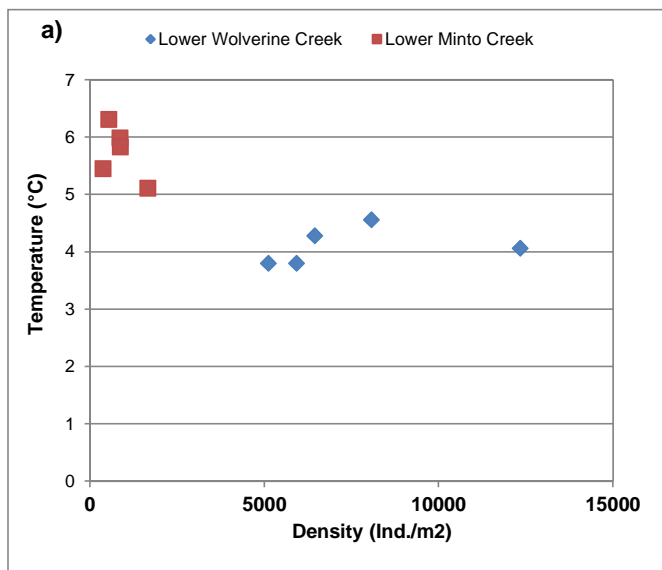 a)
Lower Wolverine Creek Lower Minto Creek
7
6
5
4
3
2
1
0
Temperature (°C)
0 5000 10000 15000
Density (Ind./m2)